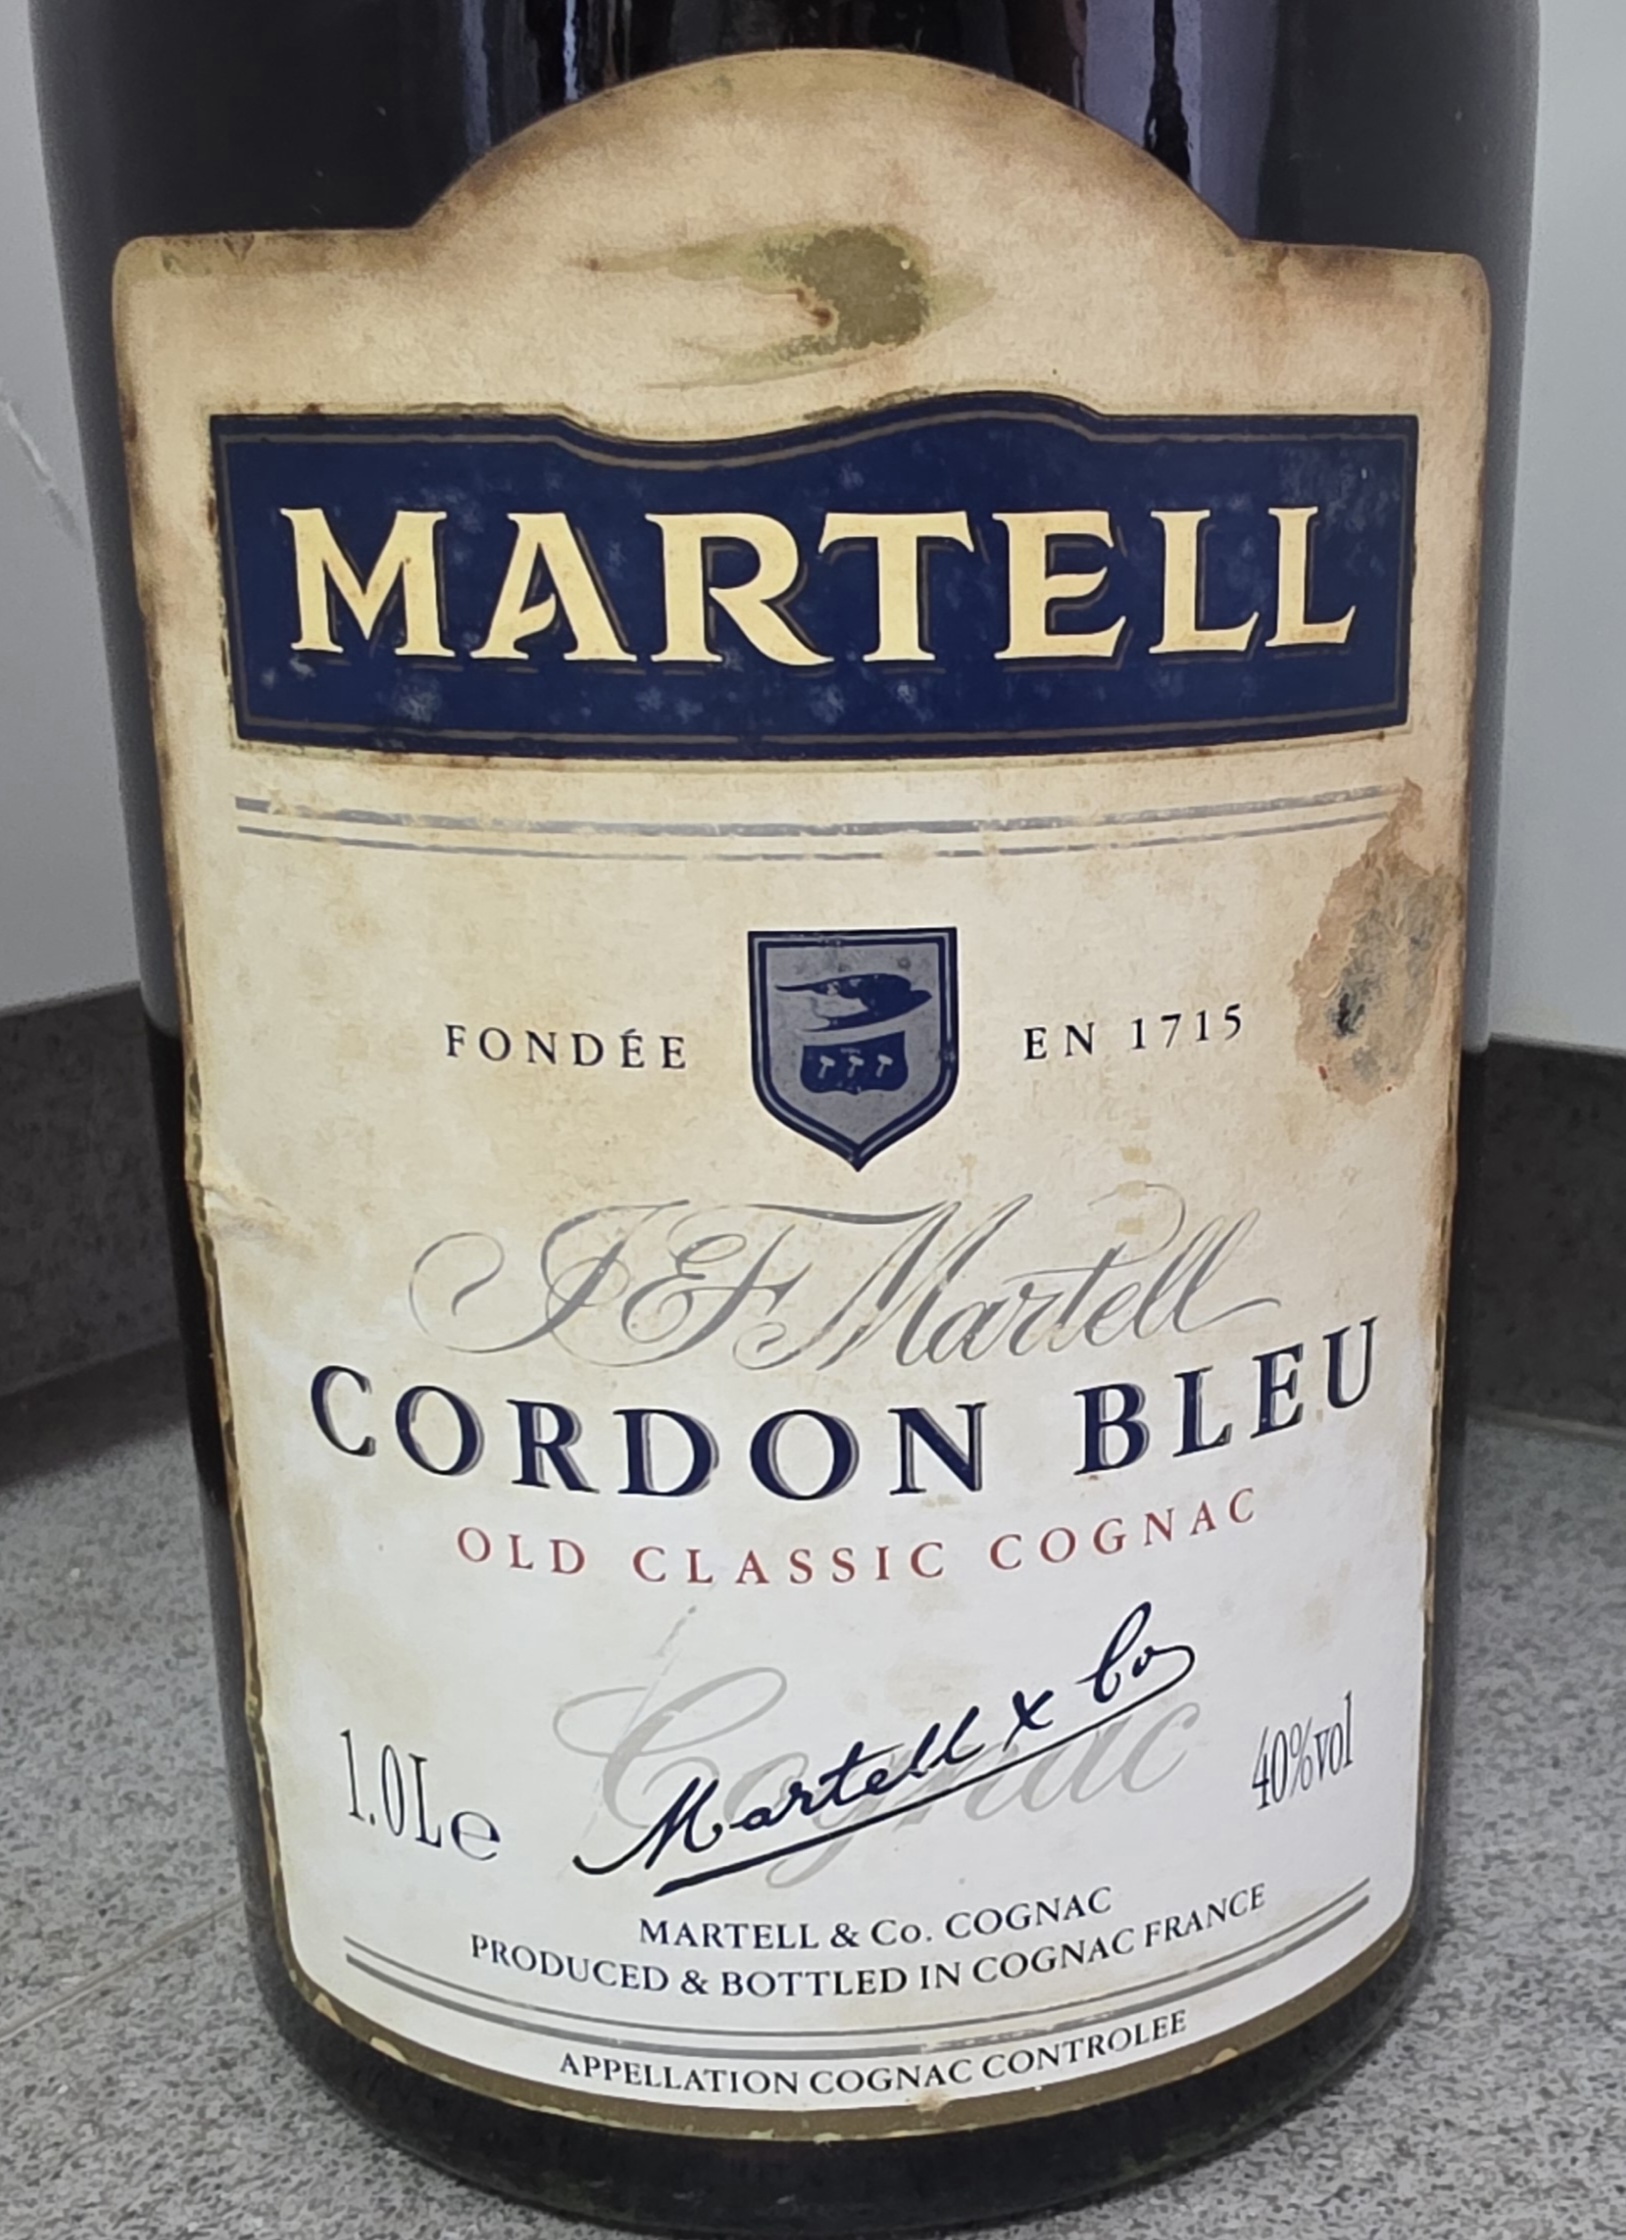 MARTELL
FONDÉE EN 1715
J&F Martell
CORDON BLEU
OLD CLASSIC COGNAC
Cognac
Martell & Co
1.0L℮ 40%vol
MARTELL & Co. COGNAC
PRODUCED & BOTTLED IN COGNAC FRANCE
APPELLATION COGNAC CONTROLEE